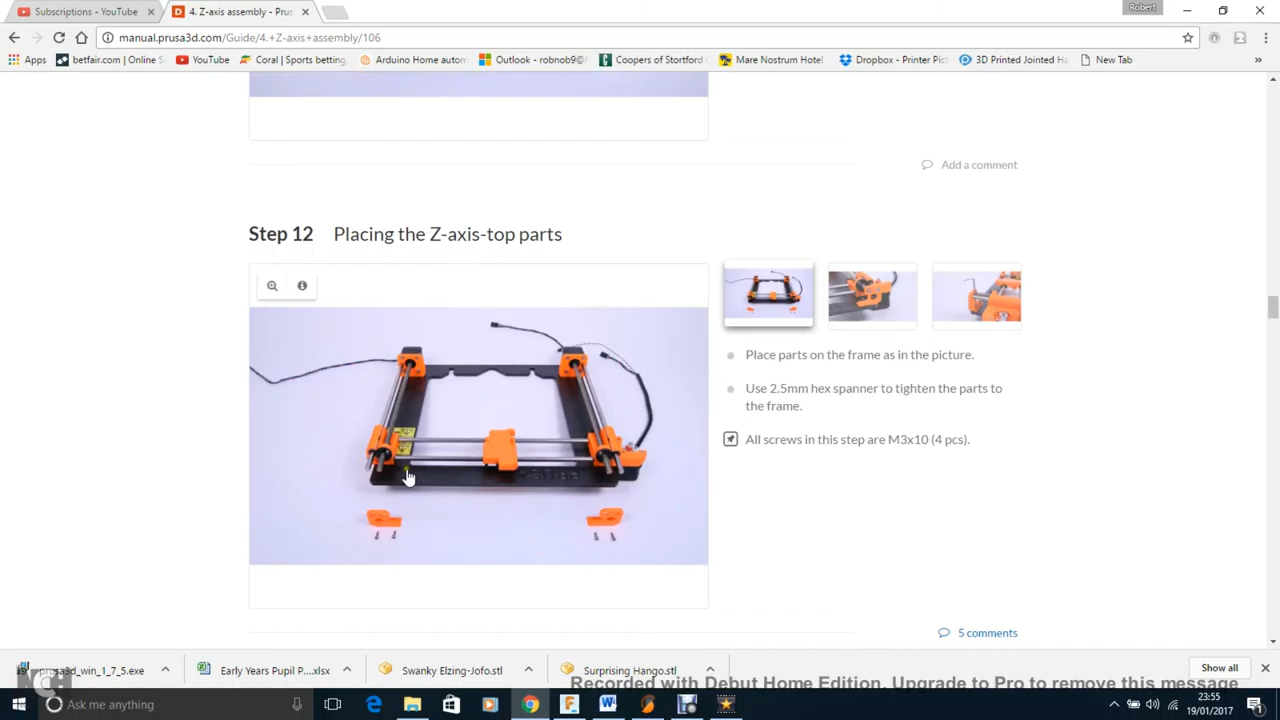 Subscriptions - YouTube
4. Z-axis assembly - Prus
Robert
manual.prusa3d.com/Guide/4.+Z-axis+assembly/106
Apps
betfair.com | Online S
YouTube
Coral | Sports betting
Arduino Home autom
Outlook - robnob9@
Coopers of Stortford
Mare Nostrum Hotel
Dropbox - Printer Pict
3D Printed Jointed Ha
New Tab
»
Add a comment
Step 12 Placing the Z-axis-top parts
Place parts on the frame as in the picture.
Use 2.5mm hex spanner to tighten the parts to
the frame.
All screws in this step are M3x10 (4 pcs).
5 comments
prusa3d_win_1_7_5.exe
Early Years Pupil P....xlsx
Swanky Elzing-Jofo.stl
Surprising Hango.stl
Show all
Recorded with Debut Home Edition. Upgrade to Pro to remove this message
NCH
Ask me anything
23:55
19/01/2017